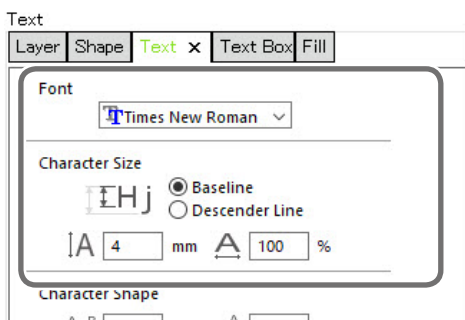 Text
Layer Shape Text × Text Box Fill
Font
Times New Roman
Character Size
Hj
Baseline
Descender Line
A 4 mm A 100 %
Character Shape